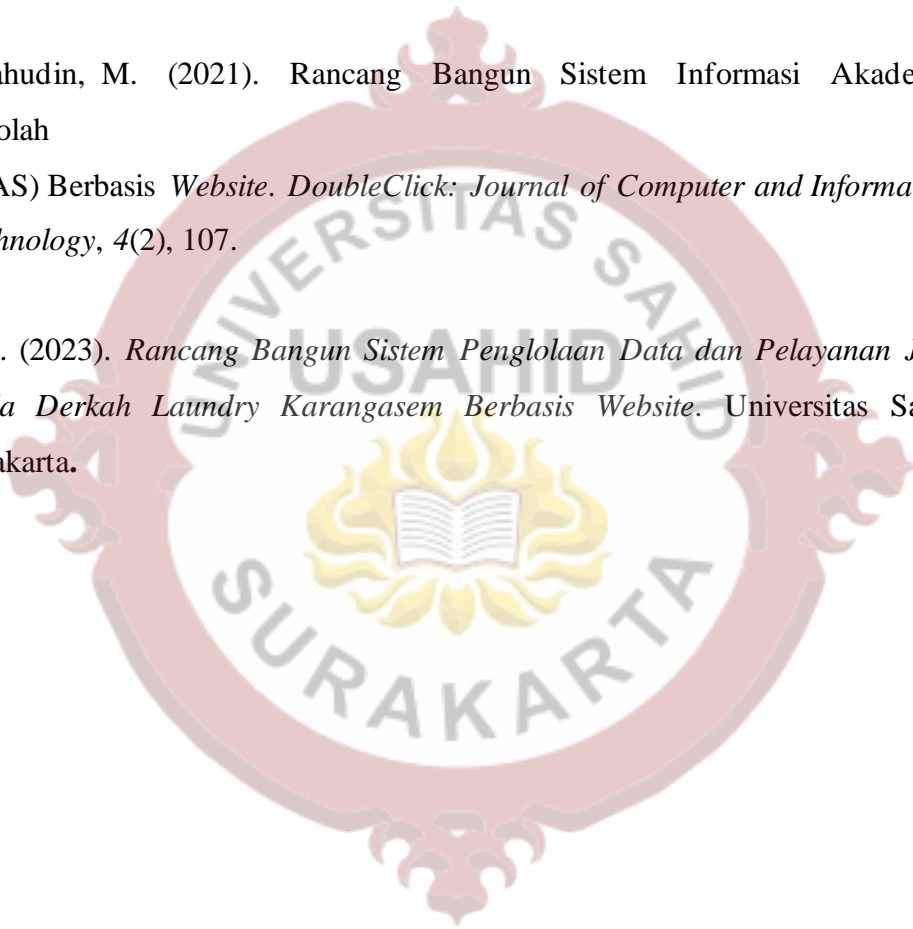 ahudin, M. (2021). Rancang Bangun Sistem Informasi Akade
olah
AS) Berbasis Website. DoubleClick: Journal of Computer and Informa
hnology, 4(2), 107.
. (2023). Rancang Bangun Sistem Penglolaan Data dan Pelayanan J
a Derkah Laundry Karangasem Berbasis Website. Universitas Sa
akarta.
UNIVERSITAS SAHID
USAHID
SURAKARTA